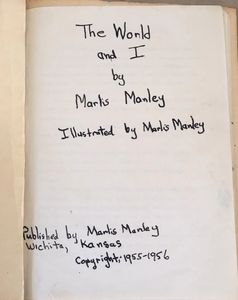 The World
and I
by
Marlis Manley
Illustrated by Marlis Manley
Published by Marlis Manley
Wichita, Kansas
Copyright; 1955-1956